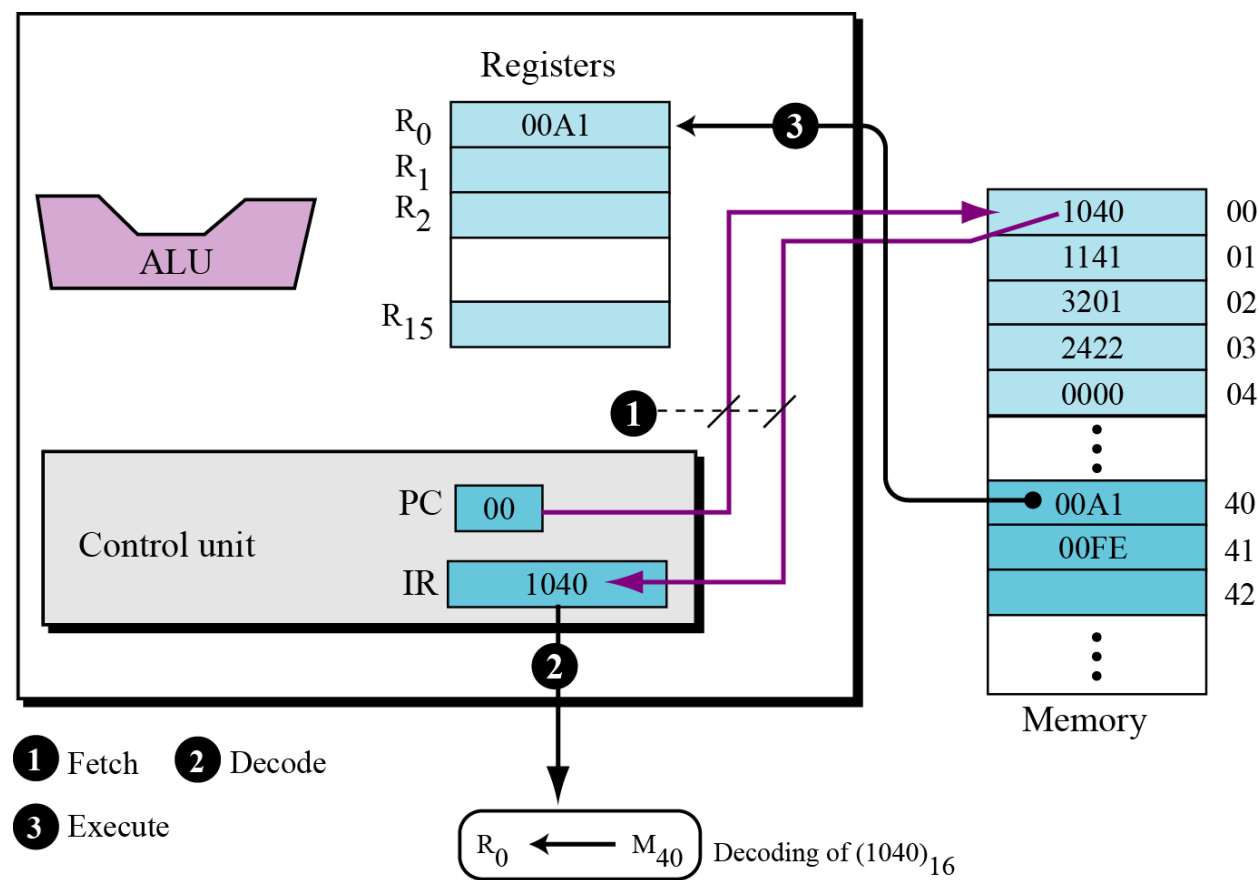 Registers
R0 00A1
R1
R2
R15
ALU
3
1040 00
1141 01
3201 02
2422 03
0000 04
00A1 40
00FE 41
42
Memory
1
Control unit
PC 00
IR 1040
2
1 Fetch 2 Decode
3 Execute
R0 ← M40 Decoding of (1040)16